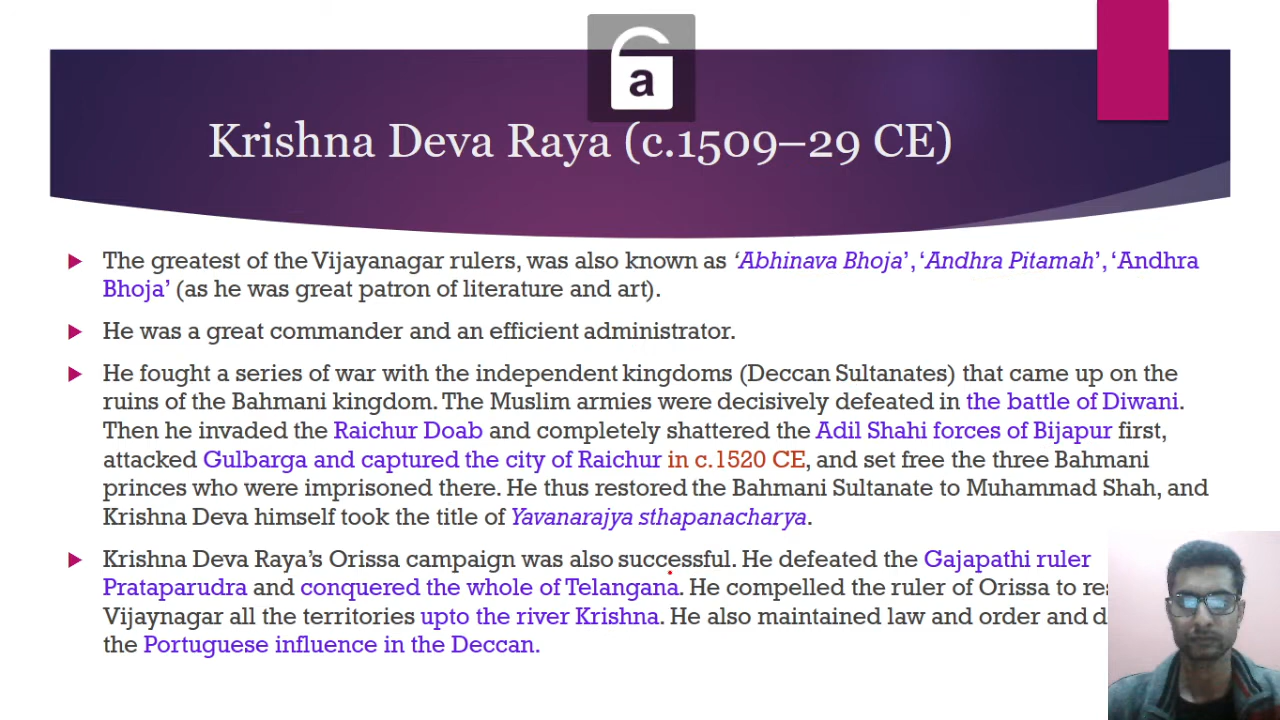 a
Krishna Deva Raya (c.1509–29 CE)
The greatest of the Vijayanagar rulers, was also known as ‘Abhinava Bhoja’, ‘Andhra Pitamah’, ‘Andhra
Bhoja’ (as he was great patron of literature and art).
He was a great commander and an efficient administrator.
He fought a series of war with the independent kingdoms (Deccan Sultanates) that came up on the
ruins of the Bahmani kingdom. The Muslim armies were decisively defeated in the battle of Diwani.
Then he invaded the Raichur Doab and completely shattered the Adil Shahi forces of Bijapur first,
attacked Gulbarga and captured the city of Raichur in c.1520 CE, and set free the three Bahmani
princes who were imprisoned there. He thus restored the Bahmani Sultanate to Muhammad Shah, and
Krishna Deva himself took the title of Yavanarajya sthapanacharya.
Krishna Deva Raya’s Orissa campaign was also successful. He defeated the Gajapathi ruler
Prataparudra and conquered the whole of Telangana. He compelled the ruler of Orissa to
Vijaynagar all the territories upto the river Krishna. He also maintained law and order and
the Portuguese influence in the Deccan.